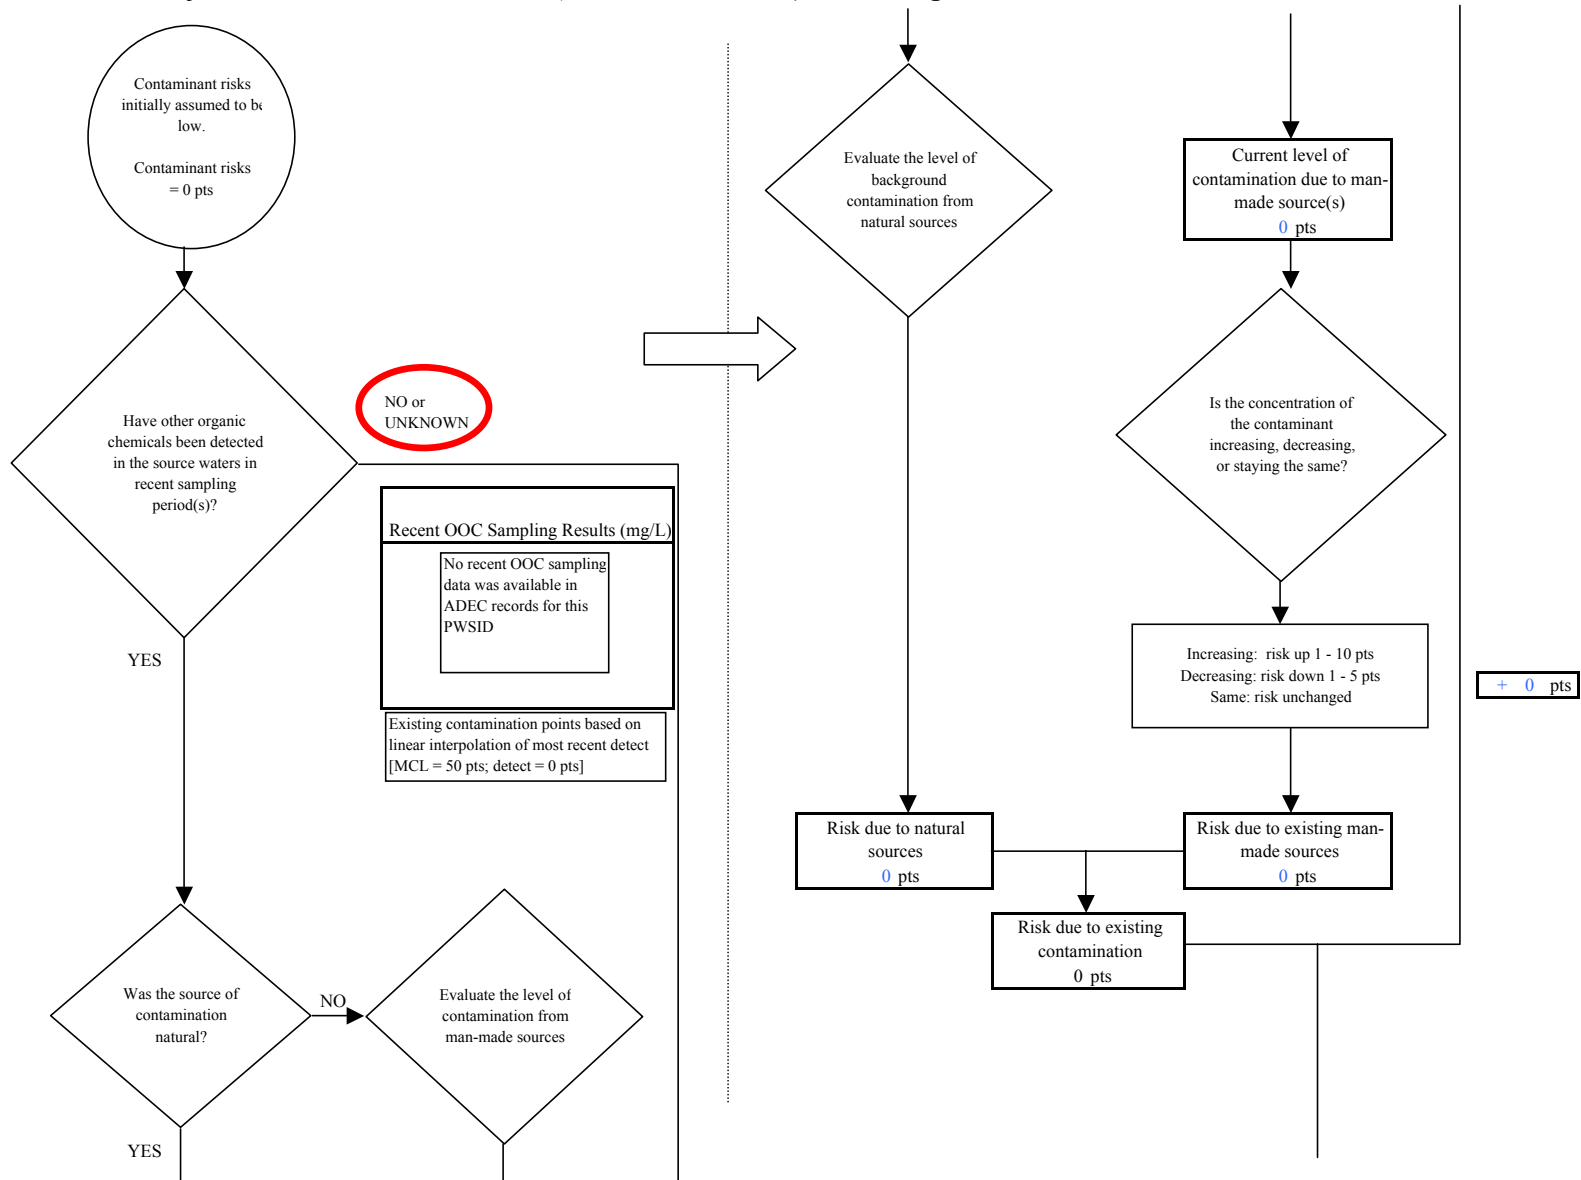 Contaminant risks
initially assumed to be
low.
Contaminant risks
= 0 pts
Have other organic
chemicals been detected
in the source waters in
recent sampling
period(s)?
NO or
UNKNOWN
Recent OOC Sampling Results (mg/L)
No recent OOC sampling
data was available in
ADEC records for this
PWSID
Existing contamination points based on
linear interpolation of most recent detect
[MCL = 50 pts; detect = 0 pts]
YES
Was the source of
contamination
natural?
NO
Evaluate the level of
contamination from
man-made sources
YES
Evaluate the level of
background
contamination from
natural sources
Current level of
contamination due to man-
made source(s)
0 pts
Is the concentration of
the contaminant
increasing, decreasing,
or staying the same?
Increasing: risk up 1 - 10 pts
Decreasing: risk down 1 - 5 pts
Same: risk unchanged
+ 0 pts
Risk due to natural
sources
0 pts
Risk due to existing man-
made sources
0 pts
Risk due to existing
contamination
0 pts